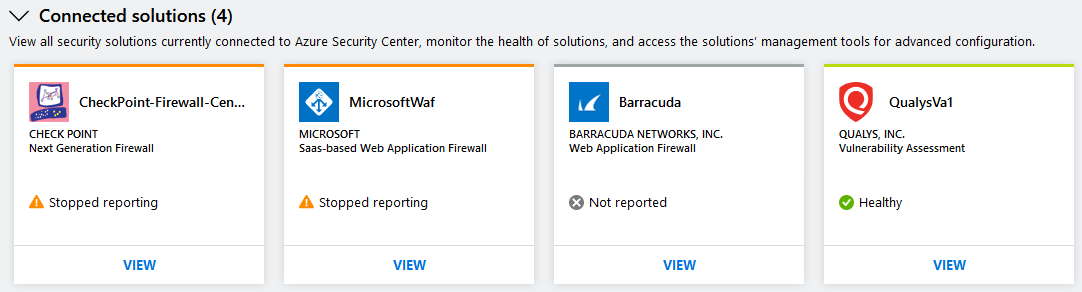 Connected solutions (4)
View all security solutions currently connected to Azure Security Center, monitor the health of solutions, and access the solutions' management tools for advanced configuration.
CheckPoint-Firewall-Cen...
CHECK POINT
Next Generation Firewall
Stopped reporting
VIEW
MicrosoftWaf
MICROSOFT
Saas-based Web Application Firewall
Stopped reporting
VIEW
Barracuda
BARRACUDA NETWORKS, INC.
Web Application Firewall
Not reported
VIEW
QualysVa1
QUALYS, INC.
Vulnerability Assessment
Healthy
VIEW